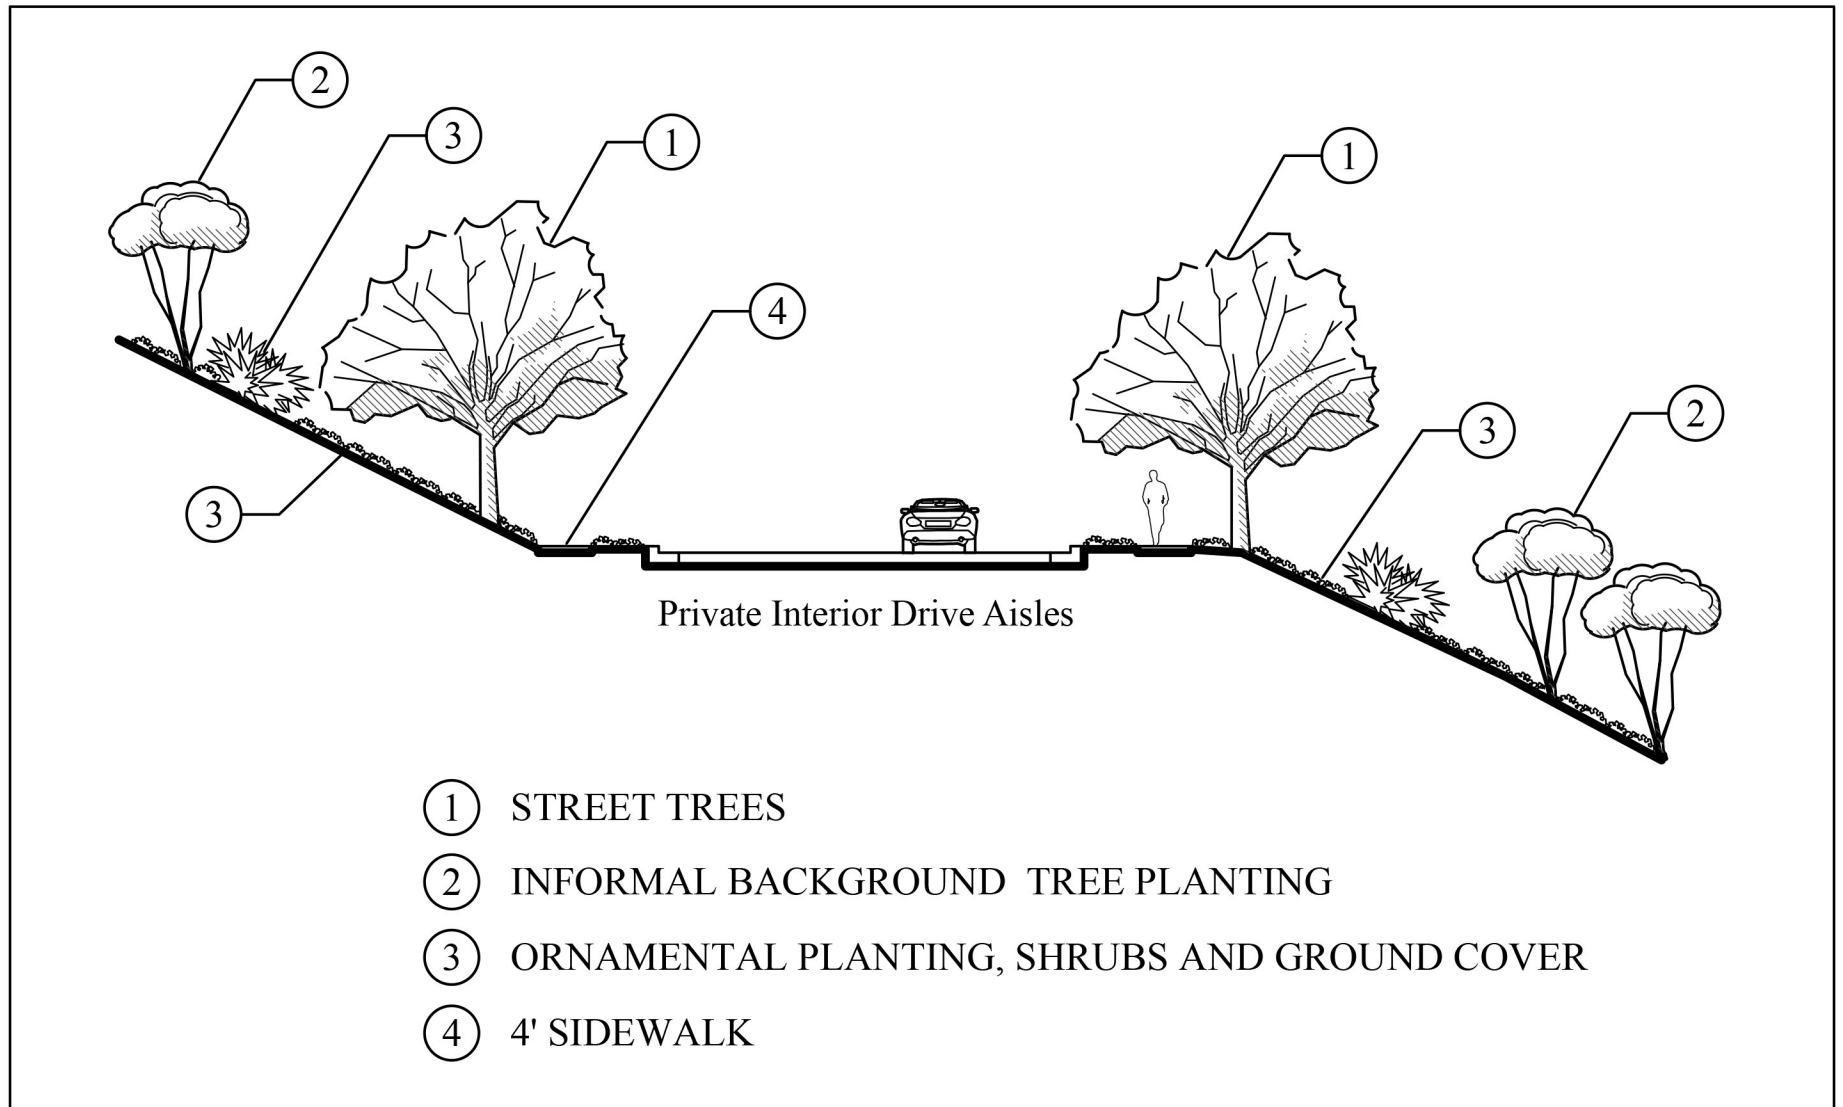 2
3
1
1
4
2
3
3
Private Interior Drive Aisles
1 STREET TREES
2 INFORMAL BACKGROUND TREE PLANTING
3 ORNAMENTAL PLANTING, SHRUBS AND GROUND COVER
4 4' SIDEWALK